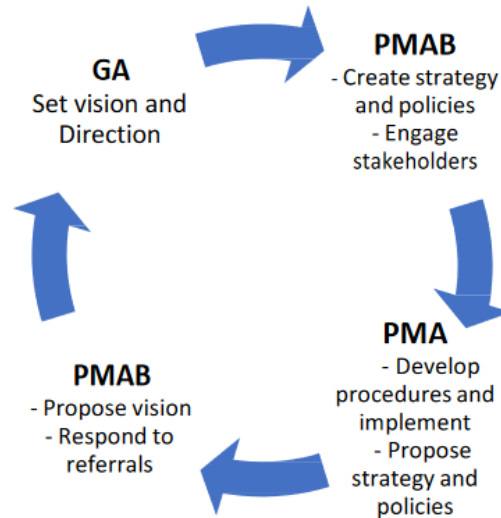 GA
Set vision and
Direction
PMAB
- Create strategy
and policies
- Engage
stakeholders
PMA
- Develop
procedures and
implement
- Propose
strategy and
policies
PMAB
- Propose vision
- Respond to
referrals